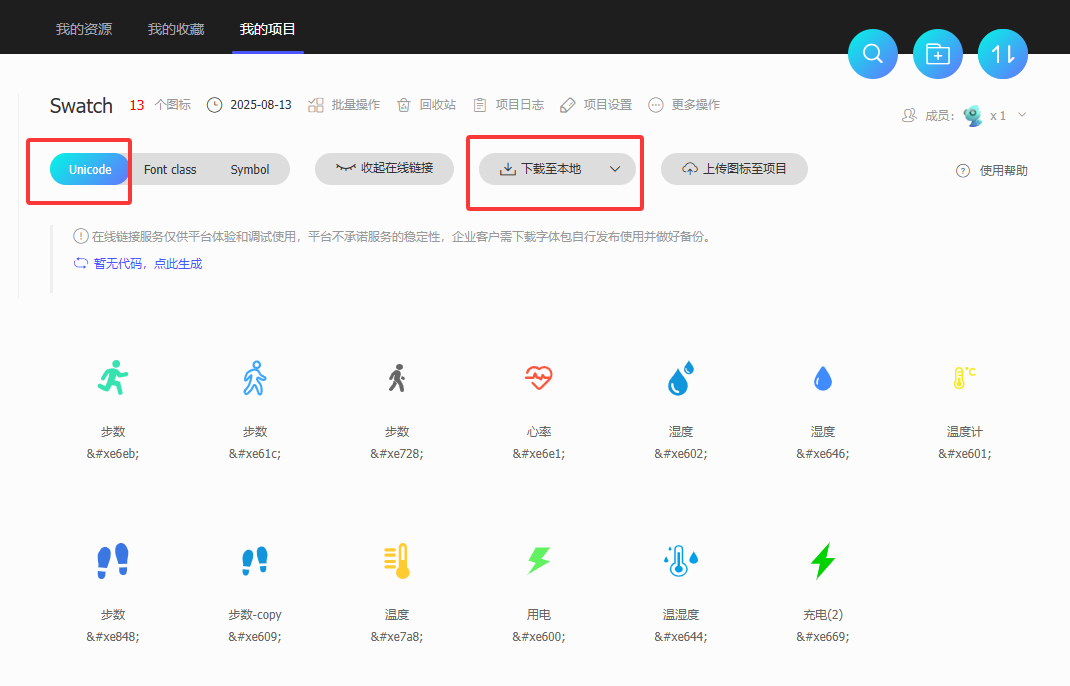 我的资源 我的收藏 我的项目
Swatch 13 个图标 2025-08-13 批量操作 回收站 项目日志 项目设置 更多操作
成员: x 1
Unicode Font class Symbol 收起在线链接 下载至本地 上传图标至项目 使用帮助
在线链接服务仅供平台体验和调试使用，平台不承诺服务的稳定性，企业客户需下载字体包自行发布使用并做好备份。
暂无代码，点此生成
步数 步数 步数 心率 湿度 湿度 温度计
&#xe6eb; &#xe61c; &#xe728; &#xe6e1; &#xe602; &#xe646; &#xe601;
步数 步数-copy 温度 用电 温湿度 充电(2)
&#xe848; &#xe609; &#xe7a8; &#xe600; &#xe644; &#xe669;